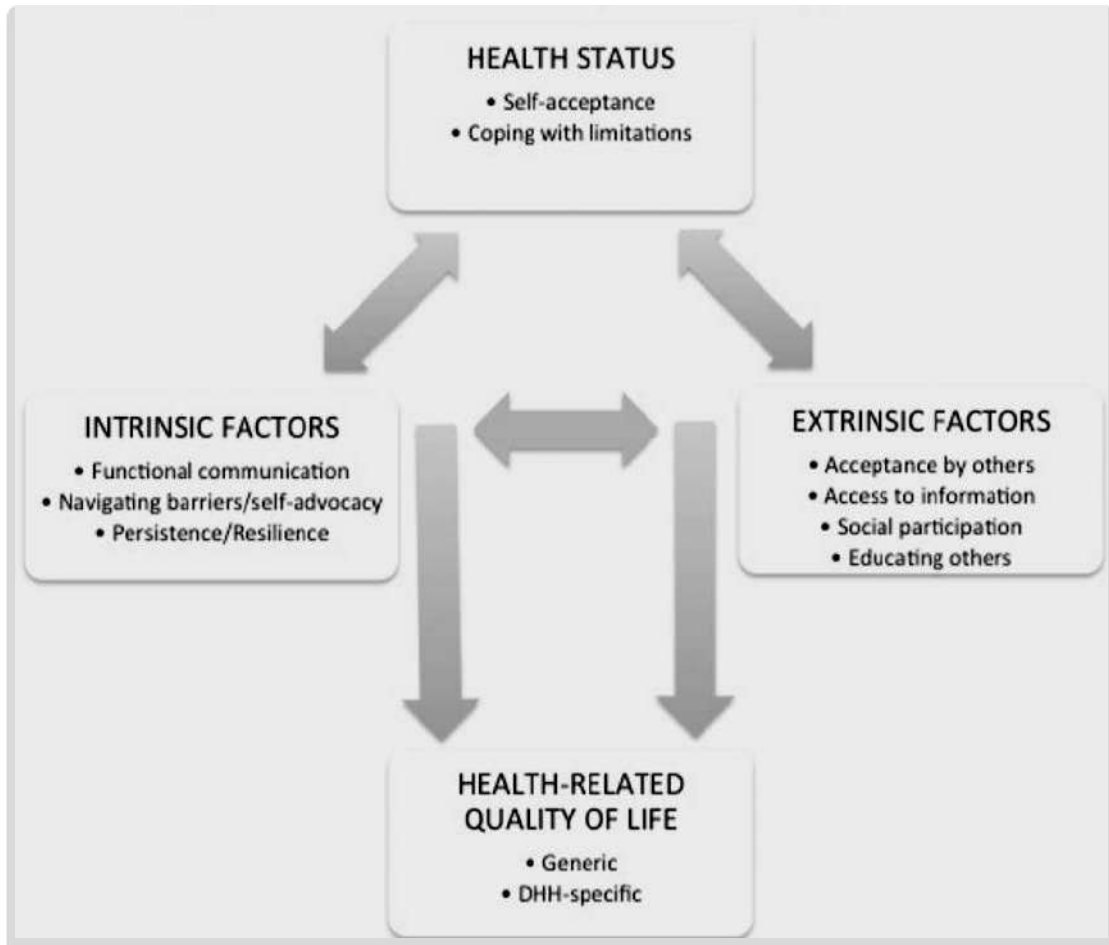 HEALTH STATUS
• Self-acceptance
• Coping with limitations
INTRINSIC FACTORS
• Functional communication
• Navigating barriers/self-advocacy
• Persistence/Resilience
EXTRINSIC FACTORS
• Acceptance by others
• Access to information
• Social participation
• Educating others
HEALTH-RELATED
QUALITY OF LIFE
• Generic
• DHH-specific